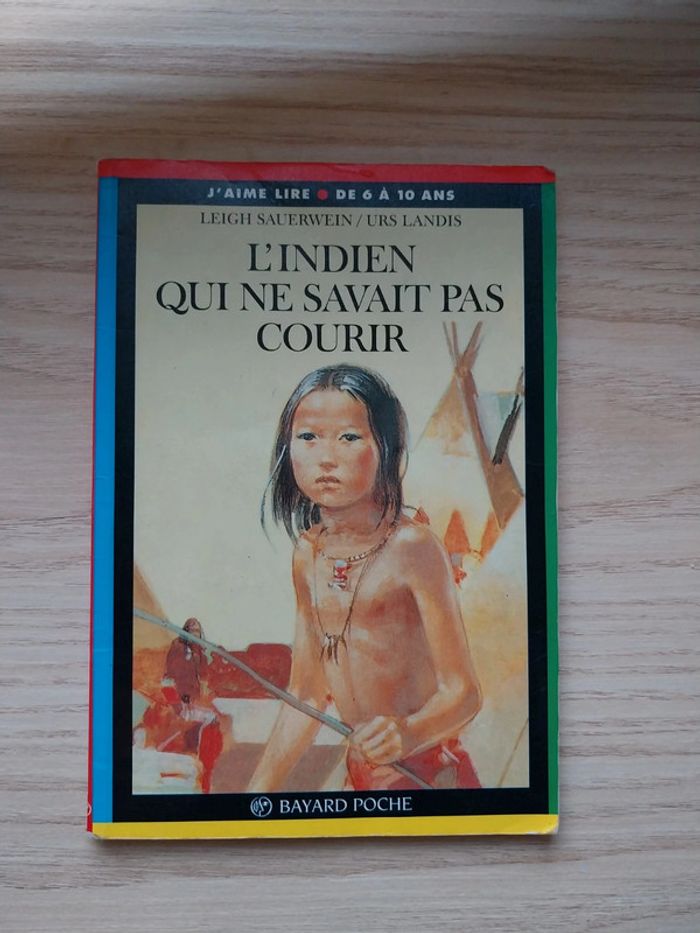 J'AIME LIRE • DE 6 À 10 ANS
LEIGH SAUERWEIN / URS LANDIS
L'INDIEN
QUI NE SAVAIT PAS
COURIR
BAYARD POCHE